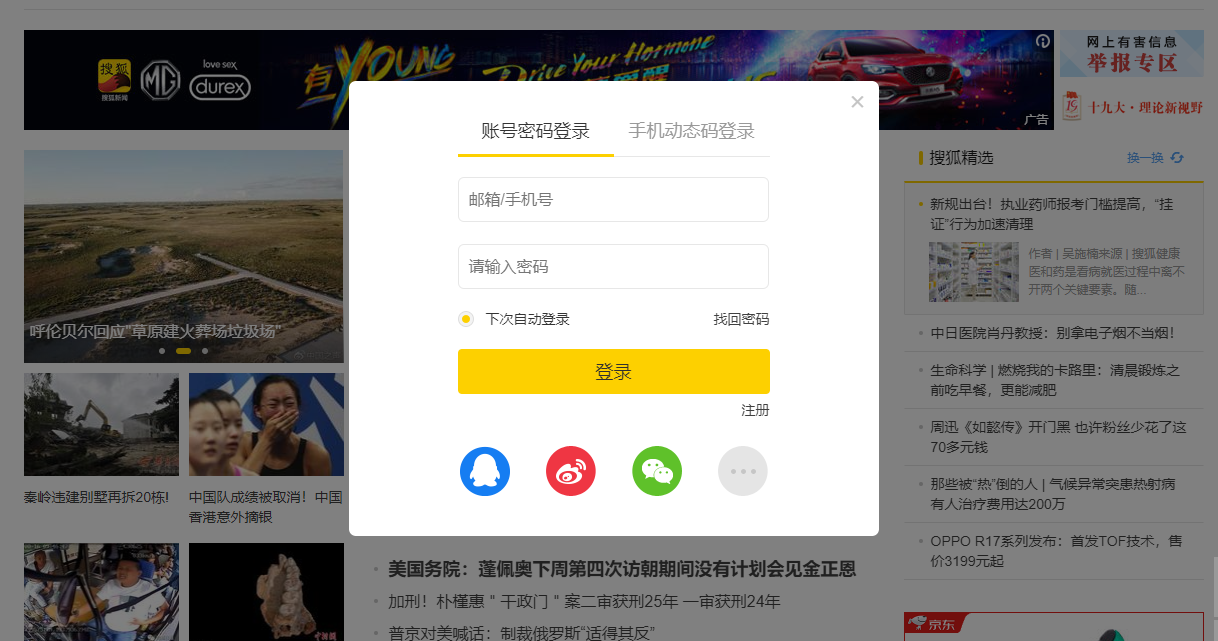 搜狐
搜狐新闻
MG
love sex
durex
有YOUNG
Drive Your Hormone
广告
网上有害信息
举报专区
十九大·理论新视野
账号密码登录
手机动态码登录
邮箱/手机号
请输入密码
下次自动登录
找回密码
登录
注册
呼伦贝尔回应"草原建火葬场垃圾场"
秦岭违建别墅再拆20栋!
中国队成绩被取消！中国
香港意外摘银
美国务院：蓬佩奥下周第四次访朝期间没有计划会见金正恩
加刑！朴槿惠＂干政门＂案二审获刑25年 一审获刑24年
普京对美喊话：制裁俄罗斯“适得其反”
搜狐精选
换一换
新规出台！执业药师报考门槛提高，“挂
证”行为加速清理
作者 | 吴施楠来源 | 搜狐健康
医和药是看病就医过程中离不
开两个关键要素。随...
中日医院肖丹教授：别拿电子烟不当烟！
生命科学 | 燃烧我的卡路里：清晨锻炼之
前吃早餐，更能减肥
周迅《如懿传》开门黑 也许粉丝少花了这
70多元钱
那些被“热”倒的人 | 气候异常突患热射病
有人治疗费用达200万
OPPO R17系列发布：首发TOF技术，售
价3199元起
京东